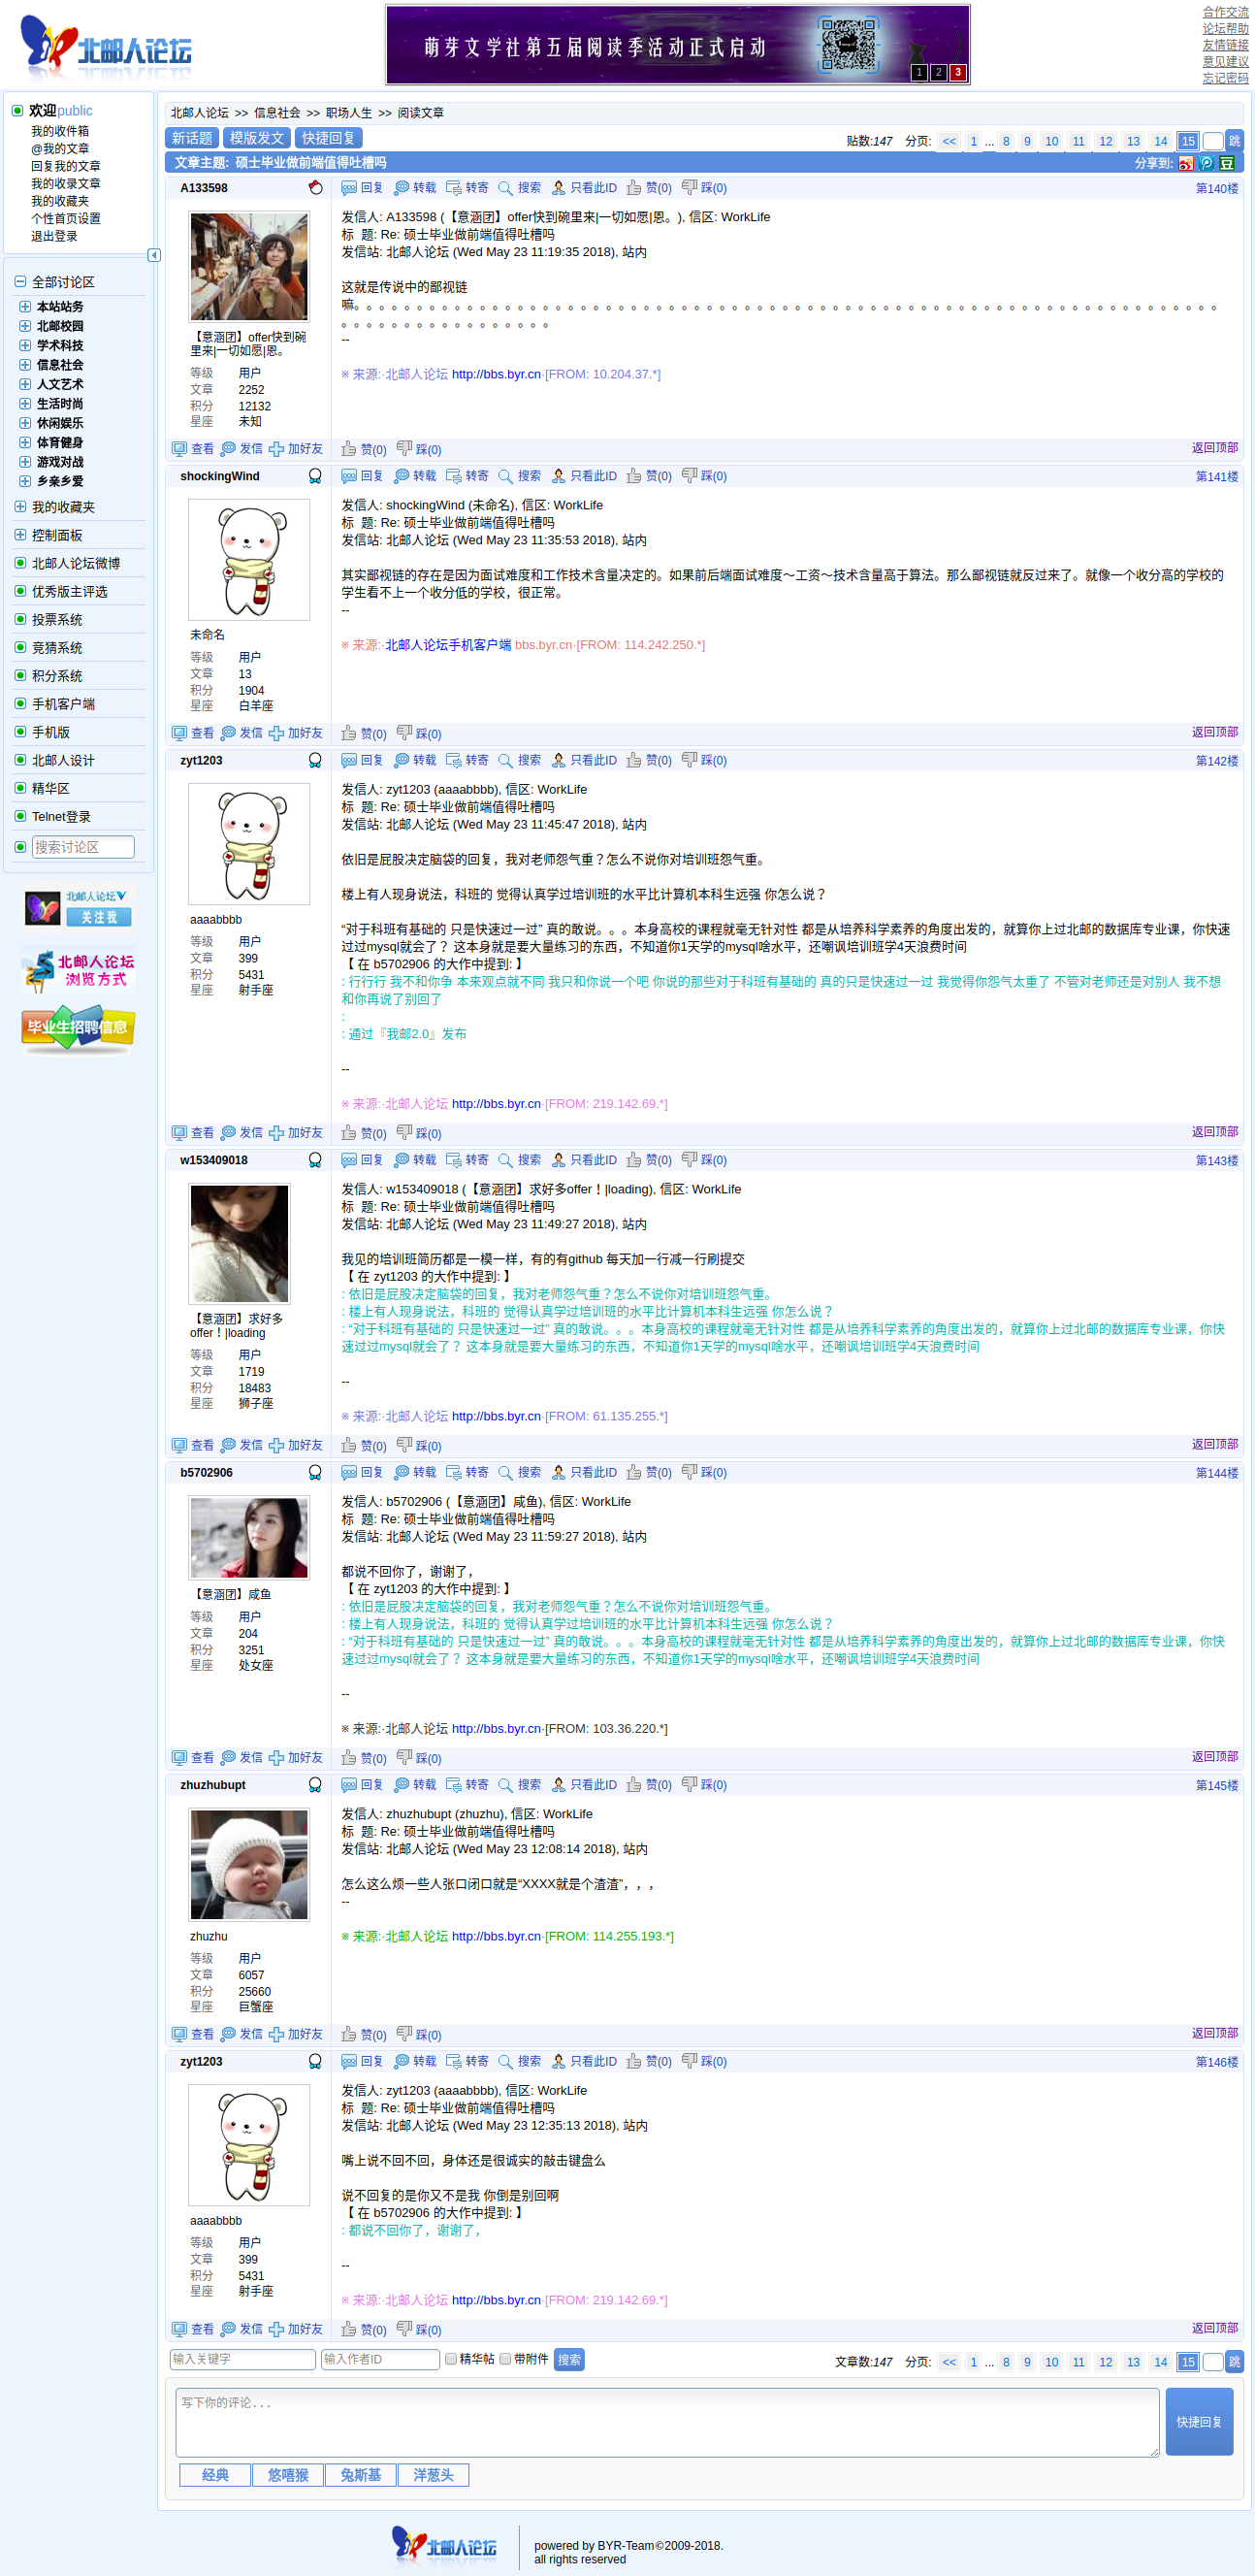 北邮人论坛
萌芽文学社第五届阅读季活动正式启动
1 2 3
合作交流
论坛帮助
友情链接
意见建议
忘记密码
欢迎public
我的收件箱
@我的文章
回复我的文章
我的收录文章
我的收藏夹
个性首页设置
退出登录
全部讨论区
本站站务
北邮校园
学术科技
信息社会
人文艺术
生活时尚
休闲娱乐
体育健身
游戏对战
乡亲乡爱
我的收藏夹
控制面板
北邮人论坛微博
优秀版主评选
投票系统
竞猜系统
积分系统
手机客户端
手机版
北邮人设计
精华区
Telnet登录
搜索讨论区
北邮人论坛
关注我
北邮人论坛
浏览方式
毕业生招聘信息
北邮人论坛 >> 信息社会 >> 职场人生 >> 阅读文章
新话题 模版发文 快捷回复
贴数:147 分页: << 1 ... 8 9 10 11 12 13 14 15 跳
文章主题: 硕士毕业做前端值得吐槽吗
分享到: 豆
A133598
回复 转载 转寄 搜索 只看此ID 赞(0) 踩(0) 第140楼
【意涵团】offer快到碗
里来|一切如愿|恩。
等级 用户
文章 2252
积分 12132
星座 未知
发信人: A133598 (【意涵团】offer快到碗里来|一切如愿|恩。), 信区: WorkLife
标 题: Re: 硕士毕业做前端值得吐槽吗
发信站: 北邮人论坛 (Wed May 23 11:19:35 2018), 站内
这就是传说中的鄙视链
嘛。。。。。。。。。。。。。。。。。。。。。。。。。。。。。。。。。。。。。。。。。。。。。。。。。。。。。。。。。。。。。。。。。。。。。
。。。。。。。。。。。。。。。。。
--
※ 来源:·北邮人论坛 http://bbs.byr.cn·[FROM: 10.204.37.*]
查看 发信 加好友 赞(0) 踩(0) 返回顶部
shockingWind
回复 转载 转寄 搜索 只看此ID 赞(0) 踩(0) 第141楼
未命名
等级 用户
文章 13
积分 1904
星座 白羊座
发信人: shockingWind (未命名), 信区: WorkLife
标 题: Re: 硕士毕业做前端值得吐槽吗
发信站: 北邮人论坛 (Wed May 23 11:35:53 2018), 站内
其实鄙视链的存在是因为面试难度和工作技术含量决定的。如果前后端面试难度～工资～技术含量高于算法。那么鄙视链就反过来了。就像一个收分高的学校的
学生看不上一个收分低的学校，很正常。
--
※ 来源:·北邮人论坛手机客户端 bbs.byr.cn·[FROM: 114.242.250.*]
查看 发信 加好友 赞(0) 踩(0) 返回顶部
zyt1203
回复 转载 转寄 搜索 只看此ID 赞(0) 踩(0) 第142楼
aaaabbbb
等级 用户
文章 399
积分 5431
星座 射手座
发信人: zyt1203 (aaaabbbb), 信区: WorkLife
标 题: Re: 硕士毕业做前端值得吐槽吗
发信站: 北邮人论坛 (Wed May 23 11:45:47 2018), 站内
依旧是屁股决定脑袋的回复，我对老师怨气重？怎么不说你对培训班怨气重。
楼上有人现身说法，科班的 觉得认真学过培训班的水平比计算机本科生远强 你怎么说？
“对于科班有基础的 只是快速过一过” 真的敢说。。。本身高校的课程就毫无针对性 都是从培养科学素养的角度出发的，就算你上过北邮的数据库专业课，你快速
过过mysql就会了？ 这本身就是要大量练习的东西，不知道你1天学的mysql啥水平，还嘲讽培训班学4天浪费时间
【 在 b5702906 的大作中提到: 】
: 行行行 我不和你争 本来观点就不同 我只和你说一个吧 你说的那些对于科班有基础的 真的只是快速过一过 我觉得你怨气太重了 不管对老师还是对别人 我不想
和你再说了别回了
:
: 通过『我邮2.0』发布
--
※ 来源:·北邮人论坛 http://bbs.byr.cn·[FROM: 219.142.69.*]
查看 发信 加好友 赞(0) 踩(0) 返回顶部
w153409018
回复 转载 转寄 搜索 只看此ID 赞(0) 踩(0) 第143楼
【意涵团】求好多
offer！|loading
等级 用户
文章 1719
积分 18483
星座 狮子座
发信人: w153409018 (【意涵团】求好多offer！|loading), 信区: WorkLife
标 题: Re: 硕士毕业做前端值得吐槽吗
发信站: 北邮人论坛 (Wed May 23 11:49:27 2018), 站内
我见的培训班简历都是一模一样，有的有github 每天加一行减一行刷提交
【 在 zyt1203 的大作中提到: 】
: 依旧是屁股决定脑袋的回复，我对老师怨气重？怎么不说你对培训班怨气重。
: 楼上有人现身说法，科班的 觉得认真学过培训班的水平比计算机本科生远强 你怎么说？
: “对于科班有基础的 只是快速过一过” 真的敢说。。。本身高校的课程就毫无针对性 都是从培养科学素养的角度出发的，就算你上过北邮的数据库专业课，你快
速过过mysql就会了？ 这本身就是要大量练习的东西，不知道你1天学的mysql啥水平，还嘲讽培训班学4天浪费时间
--
※ 来源:·北邮人论坛 http://bbs.byr.cn·[FROM: 61.135.255.*]
查看 发信 加好友 赞(0) 踩(0) 返回顶部
b5702906
回复 转载 转寄 搜索 只看此ID 赞(0) 踩(0) 第144楼
【意涵团】咸鱼
等级 用户
文章 204
积分 3251
星座 处女座
发信人: b5702906 (【意涵团】咸鱼), 信区: WorkLife
标 题: Re: 硕士毕业做前端值得吐槽吗
发信站: 北邮人论坛 (Wed May 23 11:59:27 2018), 站内
都说不回你了，谢谢了，
【 在 zyt1203 的大作中提到: 】
: 依旧是屁股决定脑袋的回复，我对老师怨气重？怎么不说你对培训班怨气重。
: 楼上有人现身说法，科班的 觉得认真学过培训班的水平比计算机本科生远强 你怎么说？
: “对于科班有基础的 只是快速过一过” 真的敢说。。。本身高校的课程就毫无针对性 都是从培养科学素养的角度出发的，就算你上过北邮的数据库专业课，你快
速过过mysql就会了？ 这本身就是要大量练习的东西，不知道你1天学的mysql啥水平，还嘲讽培训班学4天浪费时间
--
※ 来源:·北邮人论坛 http://bbs.byr.cn·[FROM: 103.36.220.*]
查看 发信 加好友 赞(0) 踩(0) 返回顶部
zhuzhubupt
回复 转载 转寄 搜索 只看此ID 赞(0) 踩(0) 第145楼
zhuzhu
等级 用户
文章 6057
积分 25660
星座 巨蟹座
发信人: zhuzhubupt (zhuzhu), 信区: WorkLife
标 题: Re: 硕士毕业做前端值得吐槽吗
发信站: 北邮人论坛 (Wed May 23 12:08:14 2018), 站内
怎么这么烦一些人张口闭口就是“XXXX就是个渣渣”，，，
--
※ 来源:·北邮人论坛 http://bbs.byr.cn·[FROM: 114.255.193.*]
查看 发信 加好友 赞(0) 踩(0) 返回顶部
zyt1203
回复 转载 转寄 搜索 只看此ID 赞(0) 踩(0) 第146楼
aaaabbbb
等级 用户
文章 399
积分 5431
星座 射手座
发信人: zyt1203 (aaaabbbb), 信区: WorkLife
标 题: Re: 硕士毕业做前端值得吐槽吗
发信站: 北邮人论坛 (Wed May 23 12:35:13 2018), 站内
嘴上说不回不回，身体还是很诚实的敲击键盘么
说不回复的是你又不是我 你倒是别回啊
【 在 b5702906 的大作中提到: 】
: 都说不回你了，谢谢了，
--
※ 来源:·北邮人论坛 http://bbs.byr.cn·[FROM: 219.142.69.*]
查看 发信 加好友 赞(0) 踩(0) 返回顶部
输入关键字 输入作者ID 精华帖 带附件 搜索
文章数:147 分页: << 1 ... 8 9 10 11 12 13 14 15 跳
写下你的评论...
快捷回复
经典 悠嘻猴 兔斯基 洋葱头
北邮人论坛
powered by BYR-Team©2009-2018.
all rights reserved